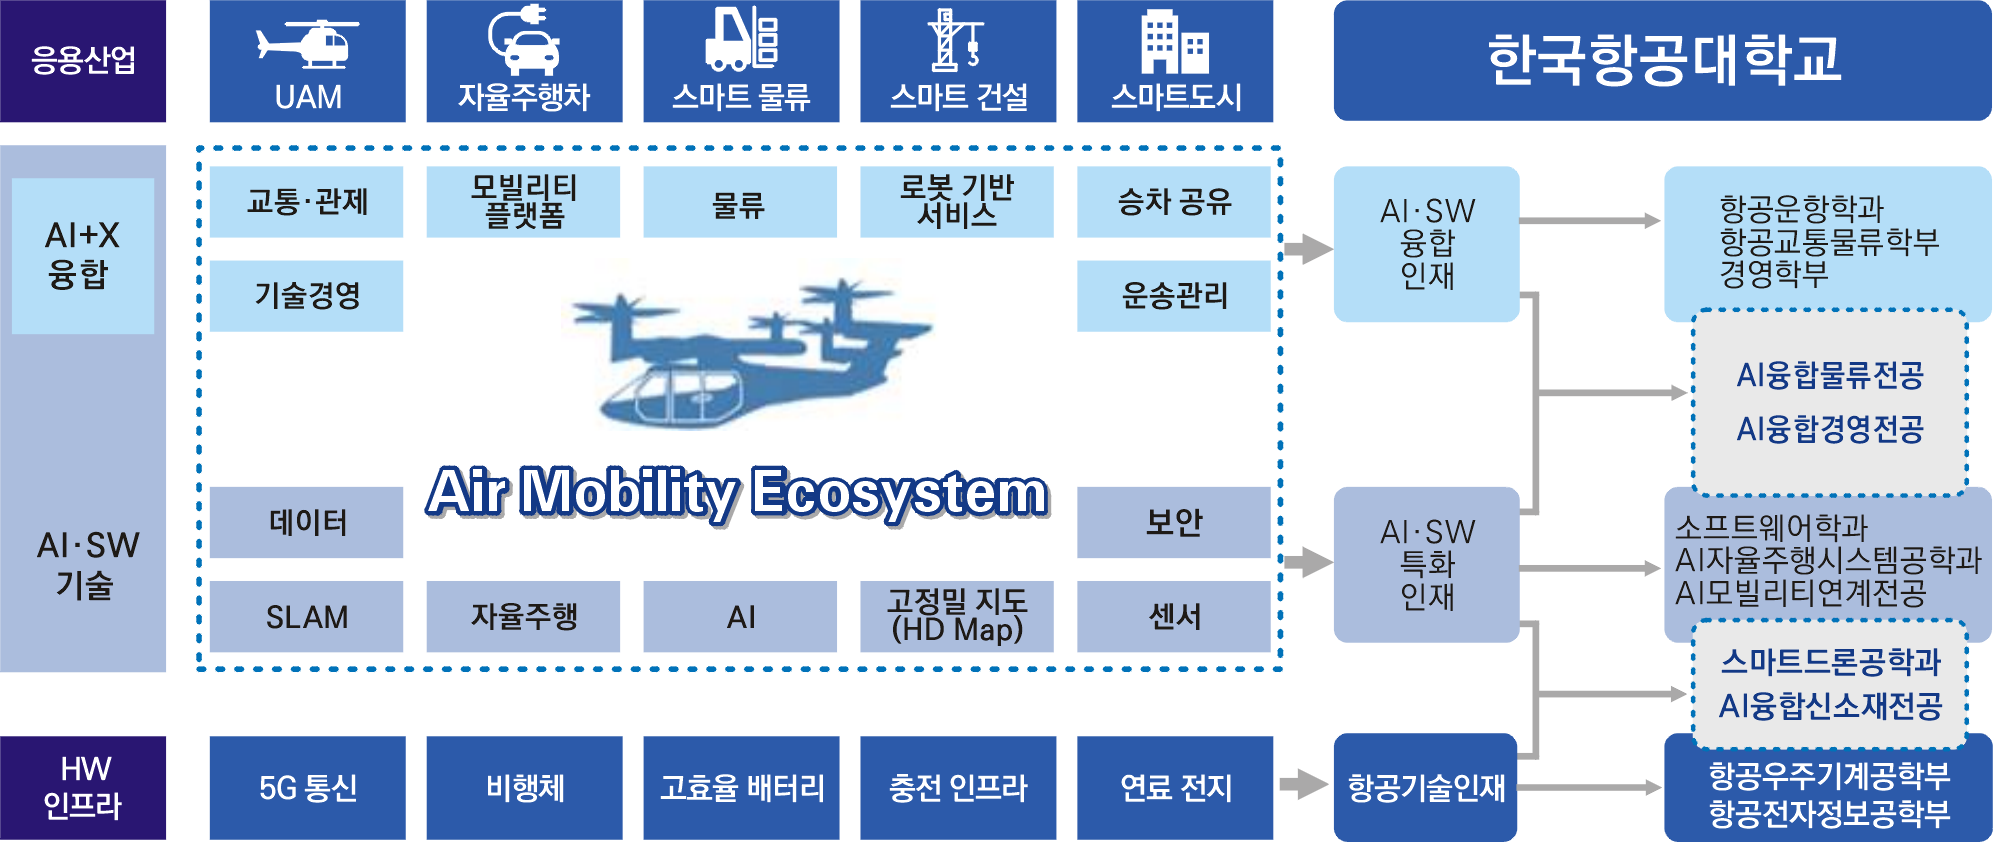 응용산업
UAM
자율주행차
스마트 물류
스마트 건설
스마트도시
한국항공대학교
AI+X
융합
교통·관제
모빌리티
플랫폼
물류
로봇 기반
서비스
승차 공유
기술경영
운송관리
AI·SW
융합
인재
항공운항학과
항공교통물류학부
경영학부
AI융합물류전공
AI융합경영전공
Air Mobility Ecosystem
AI·SW
기술
데이터
보안
SLAM
자율주행
AI
고정밀 지도
(HD Map)
센서
AI·SW
특화
인재
소프트웨어학과
AI자율주행시스템공학과
AI모빌리티연계전공
스마트드론공학과
AI융합신소재전공
HW
인프라
5G 통신
비행체
고효율 배터리
충전 인프라
연료 전지
항공기술인재
항공우주기계공학부
항공전자정보공학부